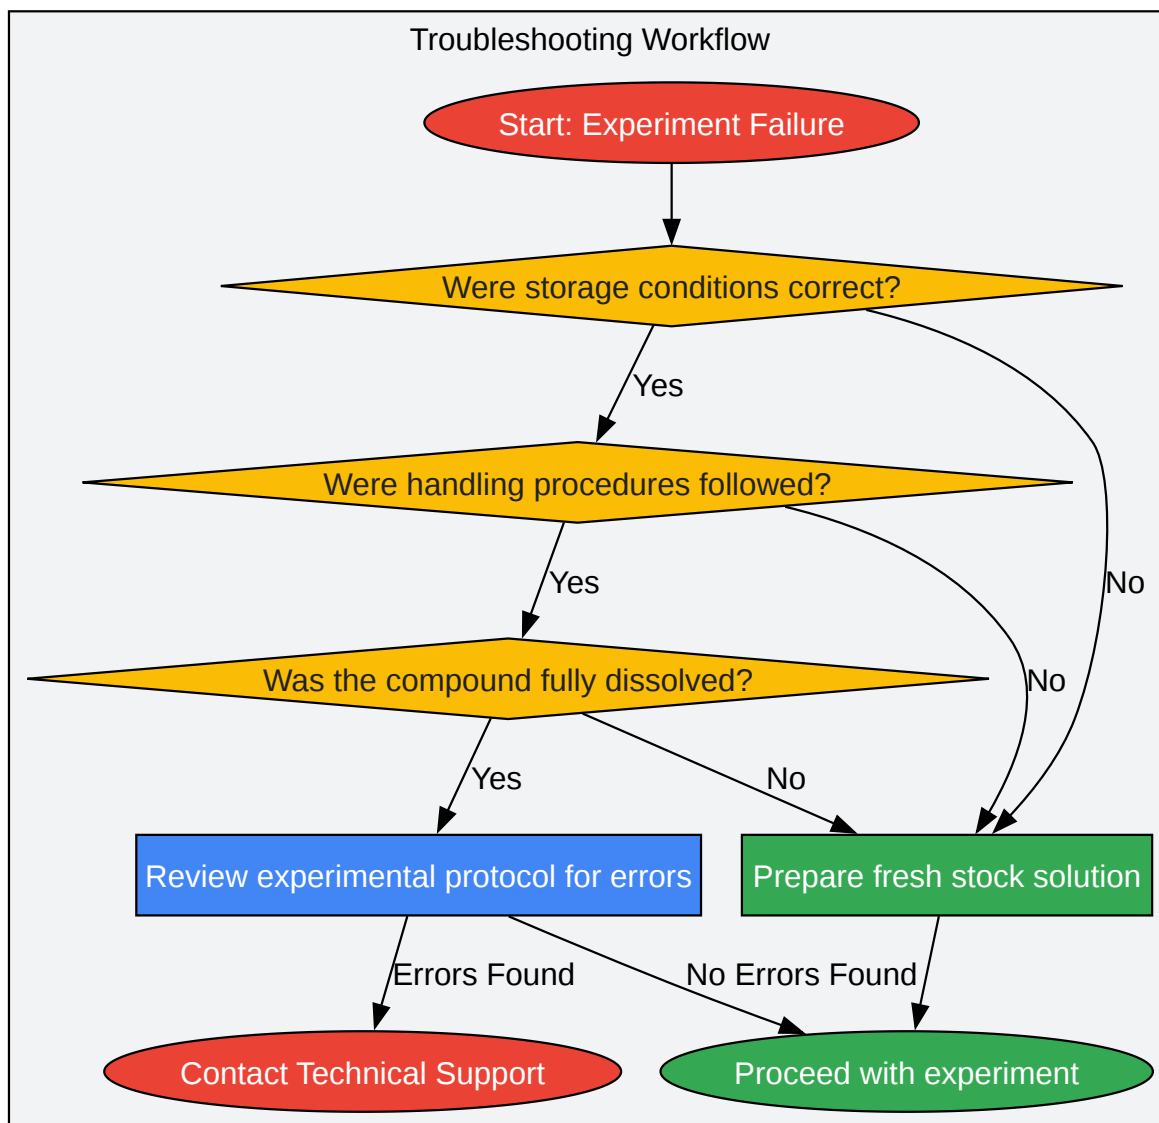 Troubleshooting Workflow
Start: Experiment Failure
Were storage conditions correct?
Yes
Were handling procedures followed?
Yes
No
Was the compound fully dissolved?
No
Yes
No
Review experimental protocol for errors
Prepare fresh stock solution
Errors Found
No Errors Found
Contact Technical Support
Proceed with experiment